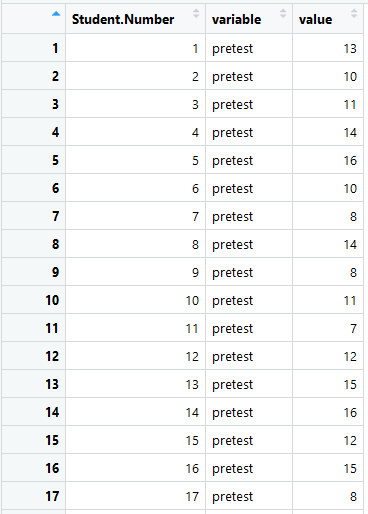 Student.Number variable value
1 1 pretest 13
2 2 pretest 10
3 3 pretest 11
4 4 pretest 14
5 5 pretest 16
6 6 pretest 10
7 7 pretest 8
8 8 pretest 14
9 9 pretest 8
10 10 pretest 11
11 11 pretest 7
12 12 pretest 12
13 13 pretest 15
14 14 pretest 16
15 15 pretest 12
16 16 pretest 15
17 17 pretest 8